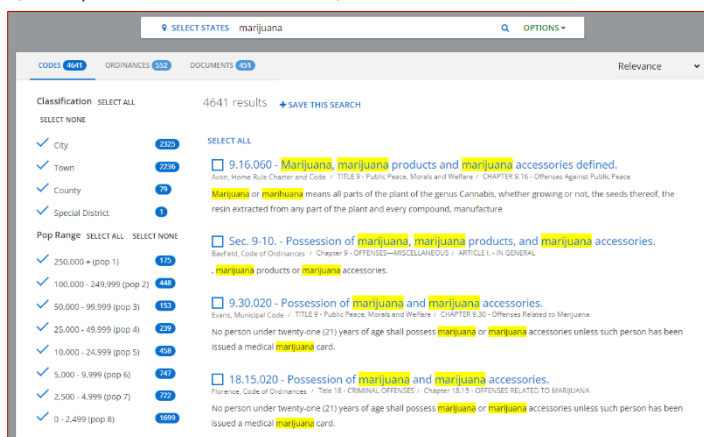 SELECT STATES marijuana OPTIONS
CODES 4641 ORDINANCES 552 DOCUMENTS 451 Relevance
Classification SELECT ALL
SELECT NONE
City 2325
Town 2236
County 79
Special District 1
Pop Range SELECT ALL SELECT NONE
250,000 + (pop 1) 175
100,000 - 249,999 (pop 2) 448
50,000 - 99,999 (pop 3) 153
25,000 - 49,999 (pop 4) 239
10,000 - 24,999 (pop 5) 458
5,000 - 9,999 (pop 6) 747
2,500 - 4,999 (pop 7) 722
0 - 2,499 (pop 8) 1699
4641 results + SAVE THIS SEARCH
SELECT ALL
9.16.060 - Marijuana, marijuana products and marijuana accessories defined.
Avon, Home Rule Charter and Code / TITLE 9 - Public Peace, Morals and Welfare / CHAPTER 9.16 - Offenses Against Public Peace
Marijuana or marihuana means all parts of the plant of the genus Cannabis, whether growing or not, the seeds thereof, the
resin extracted from any part of the plant and every compound, manufacture
Sec. 9-10. - Possession of marijuana, marijuana products, and marijuana accessories.
Bayfield, Code of Ordinances / Chapter 9 - OFFENSES—MISCELLANEOUS / ARTICLE I. - IN GENERAL
, marijuana products or marijuana accessories.
9.30.020 - Possession of marijuana and marijuana accessories.
Evans, Municipal Code / TITLE 9 - Public Peace, Morals and Welfare / CHAPTER 9.30 - Offenses Related to Marijuana
No person under twenty-one (21) years of age shall possess marijuana or marijuana accessories unless such person has been
issued a medical marijuana card.
18.15.020 - Possession of marijuana and marijuana accessories.
Florence, Code of Ordinances / Title 18 - CRIMINAL OFFENSES / Chapter 18.15 - OFFENSES RELATED TO MARIJUANA
No person under twenty-one (21) years of age shall possess marijuana or marijuana accessories unless such person has been
issued a medical marijuana card.